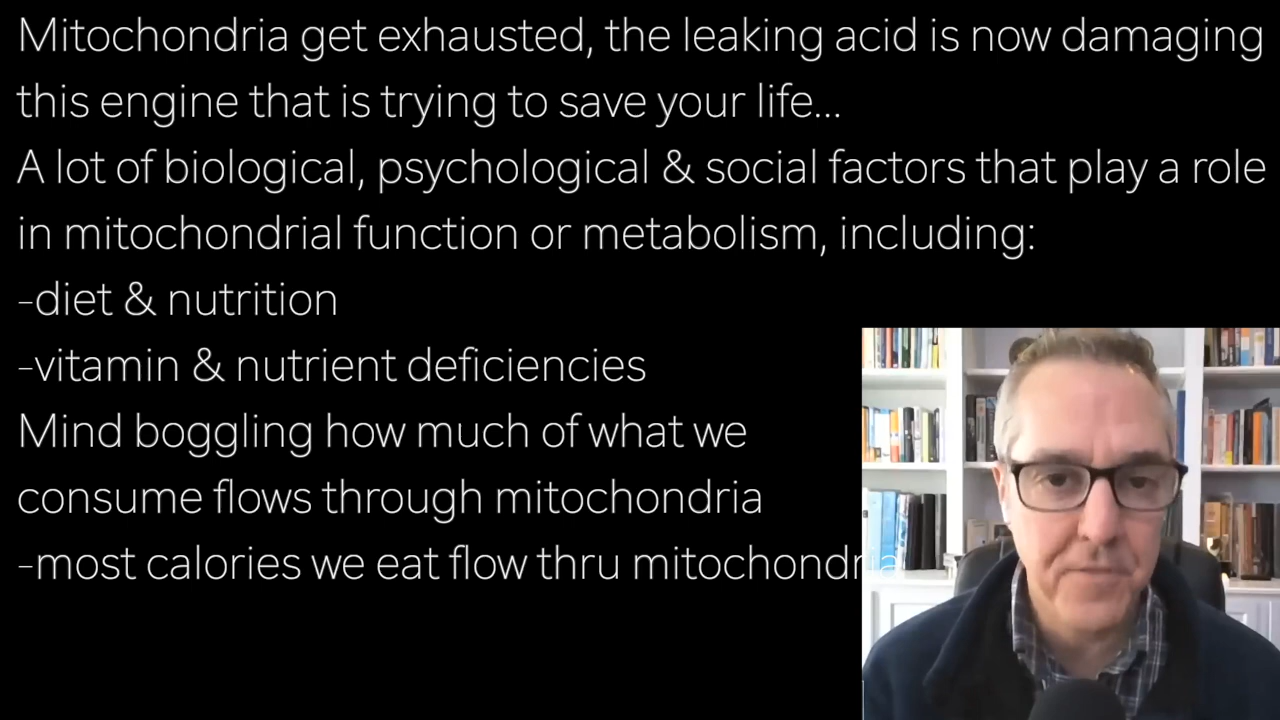 Mitochondria get exhausted, the leaking acid is now damaging
this engine that is trying to save your life...
A lot of biological, psychological & social factors that play a role
in mitochondrial function or metabolism, including:
-diet & nutrition
-vitamin & nutrient deficiencies
Mind boggling how much of what we
consume flows through mitochondria
-most calories we eat flow thru mitochondria